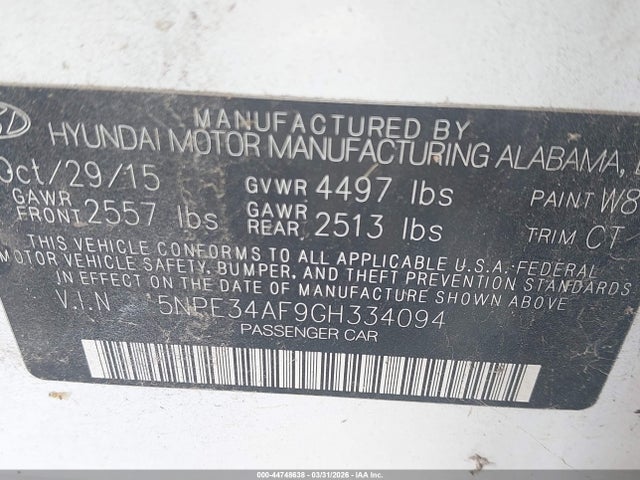 MANUFACTURED BY
HYUNDAI MOTOR MANUFACTURING ALABAMA,
Oct/29/15 GVWR 4497 lbs PAINT W8
GAWR FRONT 2557 lbs GAWR REAR 2513 lbs TRIM CT
THIS VEHICLE CONFORMS TO ALL APPLICABLE U.S.A. FEDERAL
MOTOR VEHICLE SAFETY, BUMPER, AND THEFT PREVENTION STANDARDS
IN EFFECT ON THE DATE OF MANUFACTURE SHOWN ABOVE
V.I.N 5NPE34AF9GH334094
PASSENGER CAR
000-44748638 - 03/31/2026 - IAA, Inc. Copyright